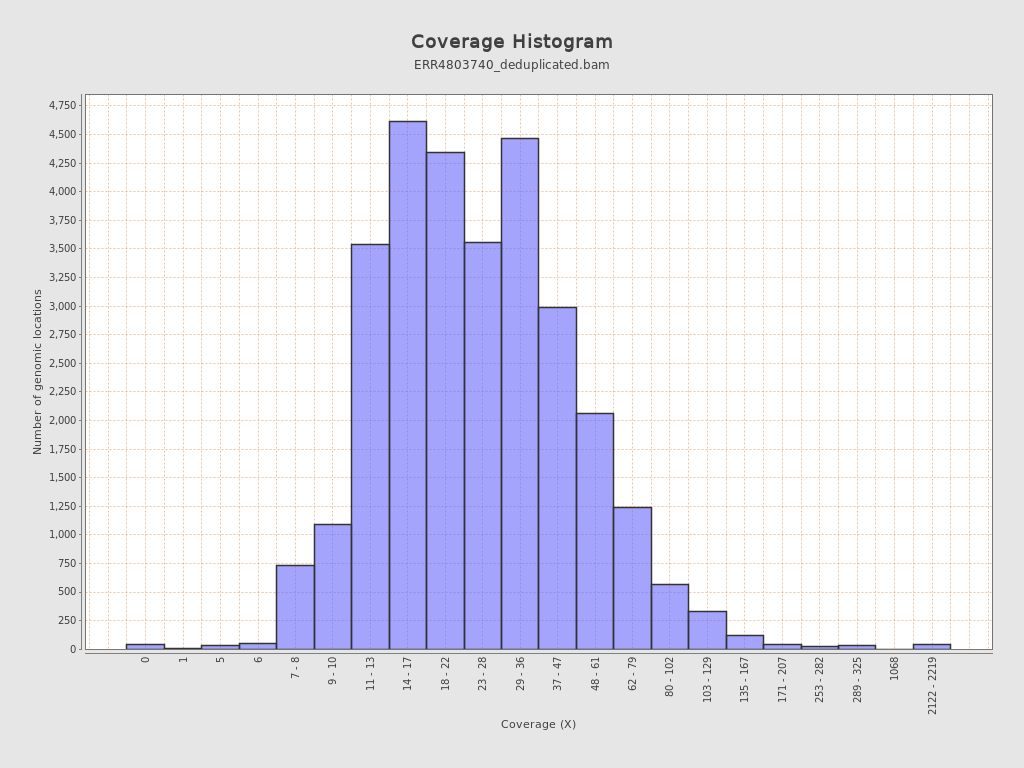 Coverage Histogram
ERR4803740_deduplicated.bam
Number of genomic locations
4,750
4,500
4,250
4,000
3,750
3,500
3,250
3,000
2,750
2,500
2,250
2,000
1,750
1,500
1,250
1,000
750
500
250
0
0
1
5
6
7 - 8
9 - 10
11 - 13
14 - 17
18 - 22
23 - 28
29 - 36
37 - 47
48 - 61
62 - 79
80 - 102
103 - 129
135 - 167
171 - 207
253 - 282
289 - 325
1068
2122 - 2219
Coverage (X)